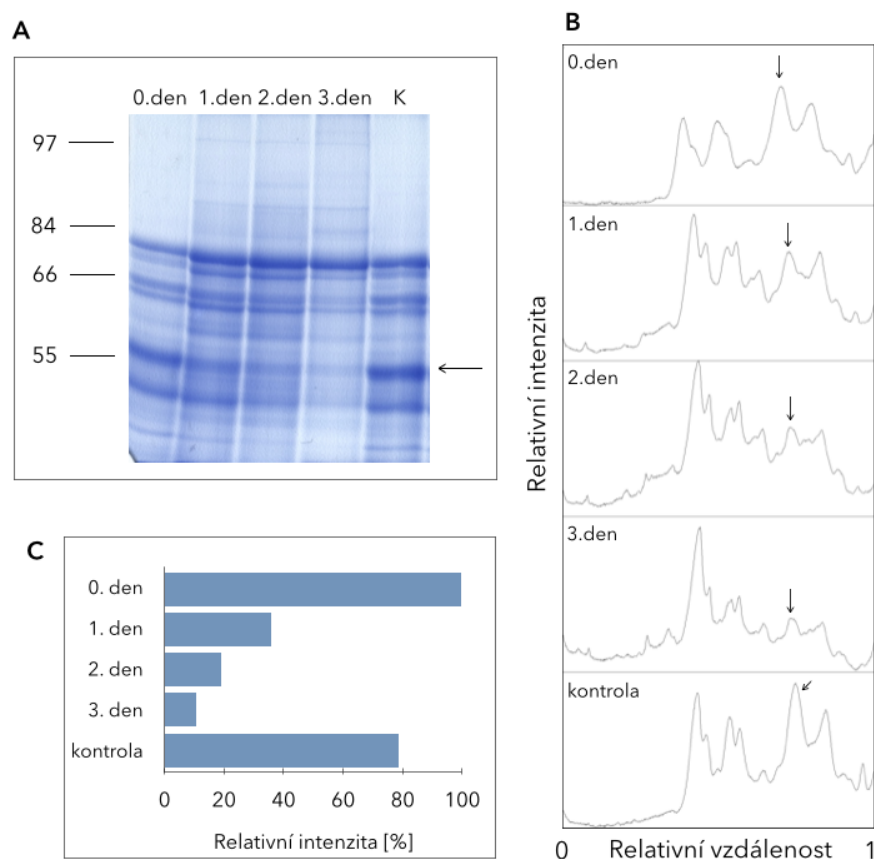 A
0.den 1.den 2.den 3.den K
97
84
66
55
B
0.den
1.den
2.den
3.den
kontrola
Relativní intenzita
0 Relativní vzdálenost 1
C
0. den
1. den
2. den
3. den
kontrola
0 20 40 60 80 100
Relativní intenzita [%]